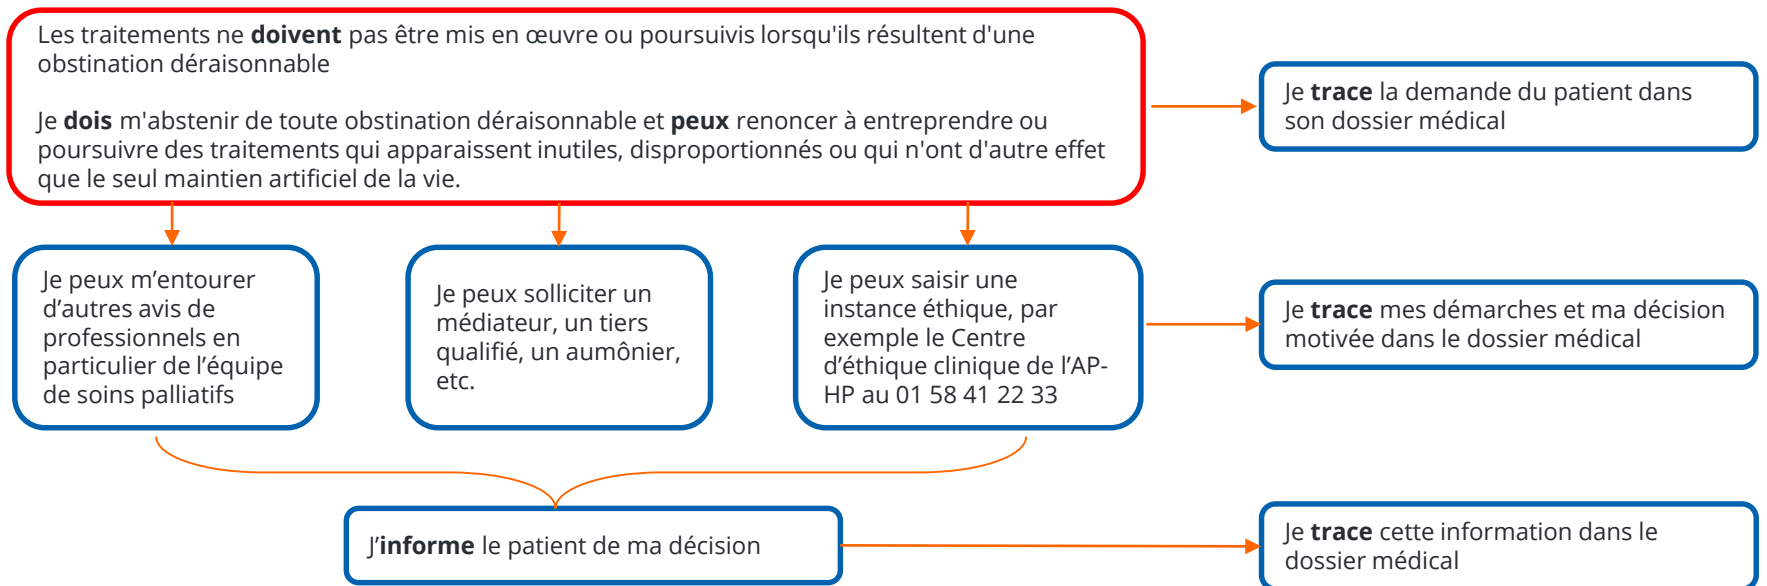 Les traitements ne doivent pas être mis en œuvre ou poursuivis lorsqu'ils résultent d'une
obstination déraisonnable
Je dois m'abstenir de toute obstination déraisonnable et peux renoncer à entreprendre ou
poursuivre des traitements qui apparaissent inutiles, disproportionnés ou qui n'ont d'autre effet
que le seul maintien artificiel de la vie.
Je trace la demande du patient dans
son dossier médical
Je peux m’entourer
d’autres avis de
professionnels en
particulier de l’équipe
de soins palliatifs
Je peux solliciter un
médiateur, un tiers
qualifié, un aumônier,
etc.
Je peux saisir une
instance éthique, par
exemple le Centre
d’éthique clinique de l’AP-
HP au 01 58 41 22 33
Je trace mes démarches et ma décision
motivée dans le dossier médical
J’informe le patient de ma décision
Je trace cette information dans le
dossier médical